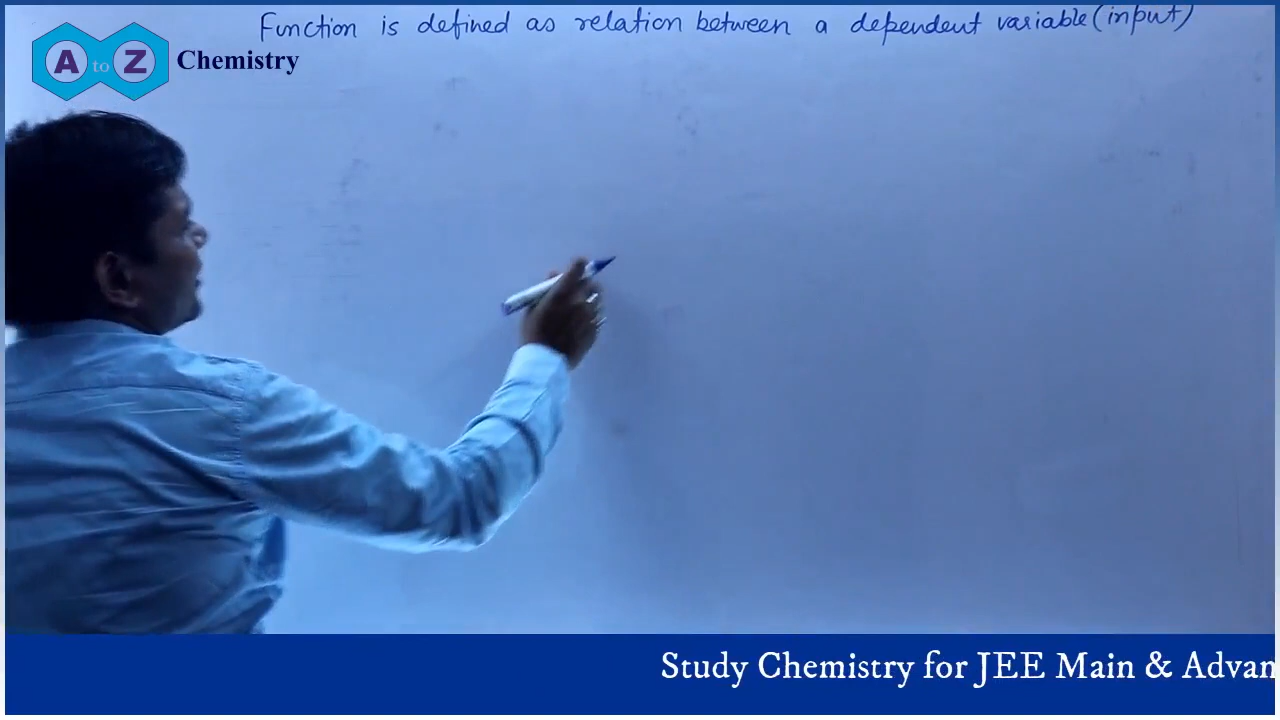 Function is defined as relation between a dependent variable (input)
A to Z Chemistry
Study Chemistry for JEE Main & Advan